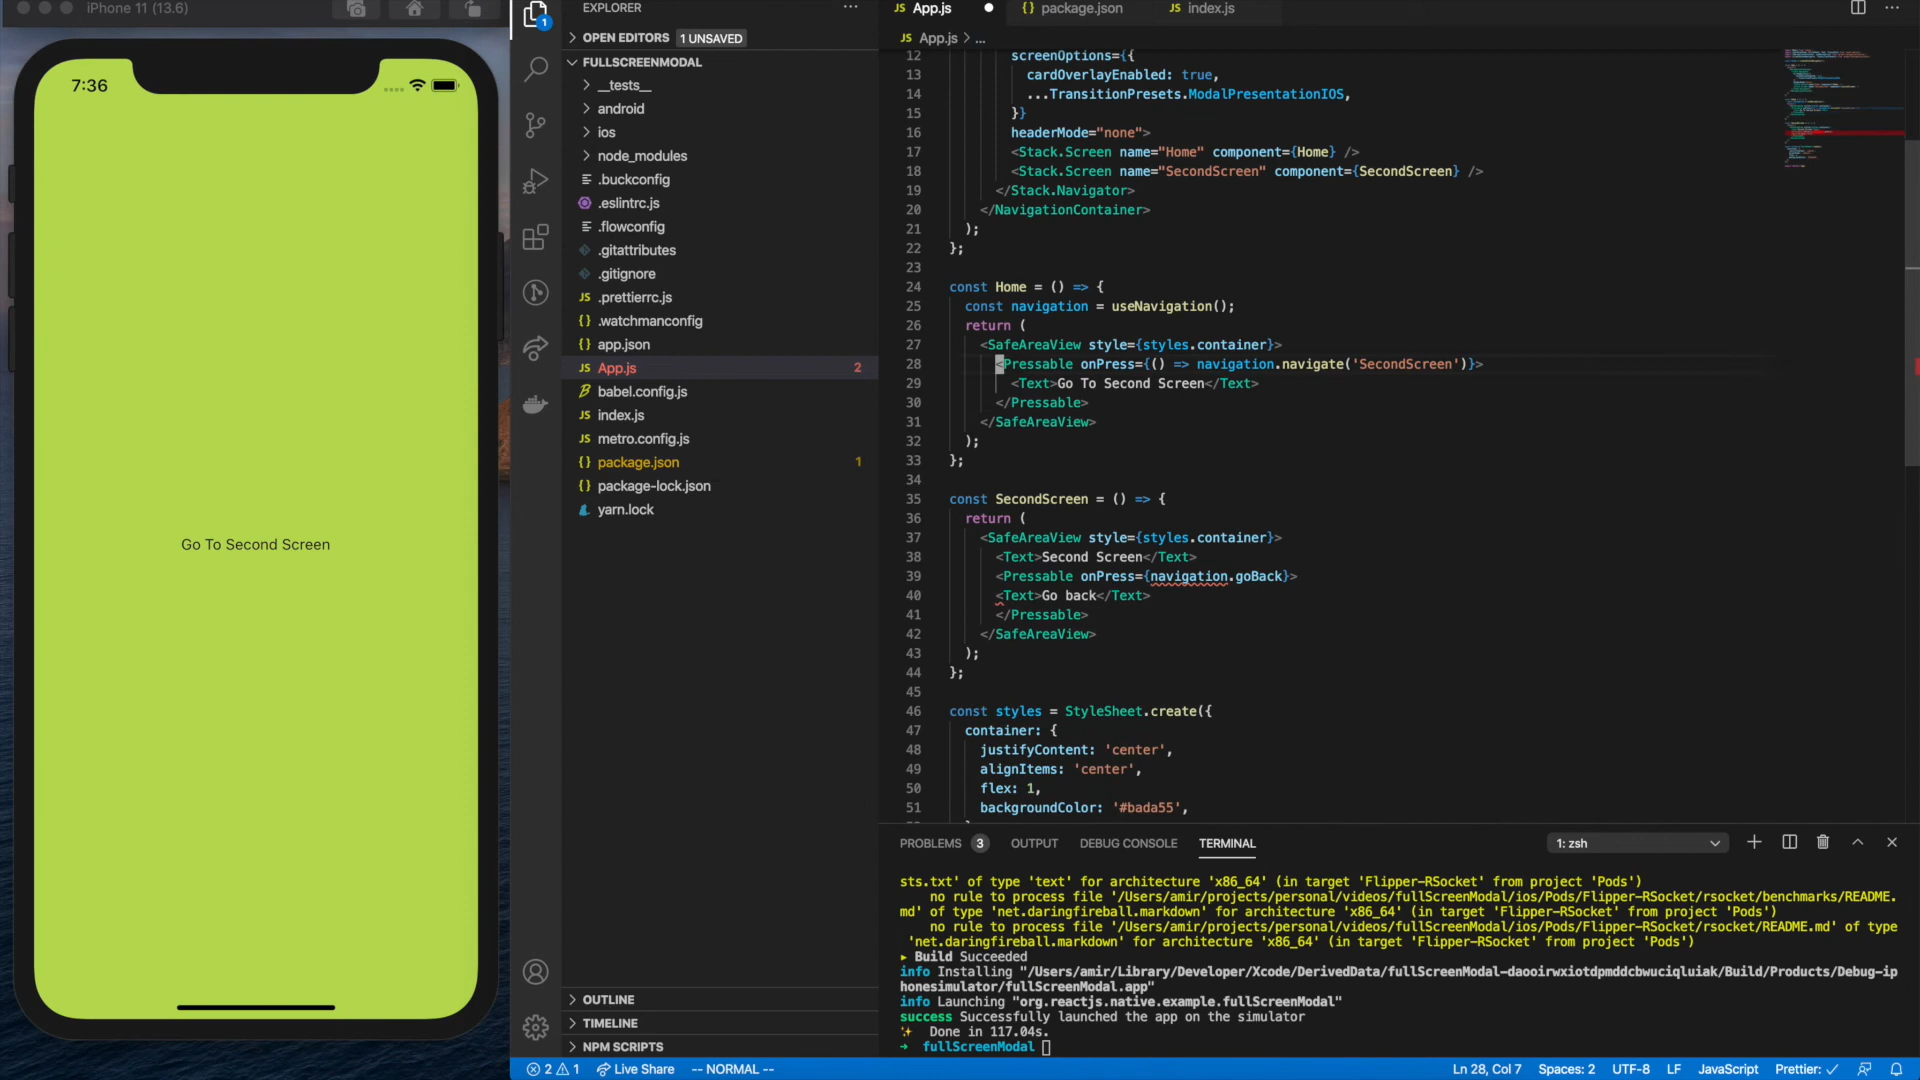 iPhone 11 (13.6)
7:36
Go To Second Screen
1
EXPLORER
OPEN EDITORS 1 UNSAVED
FULLSCREENMODAL
__tests__
android
ios
node_modules
.buckconfig
.eslintrc.js
.flowconfig
.gitattributes
.gitignore
JS .prettierrc.js
{} .watchmanconfig
{} app.json
JS App.js 2
babel.config.js
JS index.js
JS metro.config.js
{} package.json 1
{} package-lock.json
yarn.lock
OUTLINE
TIMELINE
NPM SCRIPTS
JS App.js {} package.json JS index.js
JS App.js > ...
12 screenOptions={{
13 cardOverlayEnabled: true,
14 ...TransitionPresets.ModalPresentationIOS,
15 }}
16 headerMode="none">
17 <Stack.Screen name="Home" component={Home} />
18 <Stack.Screen name="SecondScreen" component={SecondScreen} />
19 </Stack.Navigator>
20 </NavigationContainer>
21 );
22 };
23
24 const Home = () => {
25 const navigation = useNavigation();
26 return (
27 <SafeAreaView style={styles.container}>
28 <Pressable onPress={() => navigation.navigate('SecondScreen')}>
29 <Text>Go To Second Screen</Text>
30 </Pressable>
31 </SafeAreaView>
32 );
33 };
34
35 const SecondScreen = () => {
36 return (
37 <SafeAreaView style={styles.container}>
38 <Text>Second Screen</Text>
39 <Pressable onPress={navigation.goBack}>
40 <Text>Go back</Text>
41 </Pressable>
42 </SafeAreaView>
43 );
44 };
45
46 const styles = StyleSheet.create({
47 container: {
48 justifyContent: 'center',
49 alignItems: 'center',
50 flex: 1,
51 backgroundColor: '#bada55',
PROBLEMS 3 OUTPUT DEBUG CONSOLE TERMINAL 1: zsh
sts.txt' of type 'text' for architecture 'x86_64' (in target 'Flipper-RSocket' from project 'Pods')
no rule to process file '/Users/amir/projects/personal/videos/fullScreenModal/ios/Pods/Flipper-RSocket/rsocket/benchmarks/README.
md' of type 'net.daringfireball.markdown' for architecture 'x86_64' (in target 'Flipper-RSocket' from project 'Pods')
no rule to process file '/Users/amir/projects/personal/videos/fullScreenModal/ios/Pods/Flipper-RSocket/rsocket/README.md' of type
'net.daringfireball.markdown' for architecture 'x86_64' (in target 'Flipper-RSocket' from project 'Pods')
▸ Build Succeeded
info Installing "/Users/amir/Library/Developer/Xcode/DerivedData/fullScreenModal-daooirwxiotdpmddcbwuciqluiak/Build/Products/Debug-ip
honesimulator/fullScreenModal.app"
info Launching "org.reactjs.native.example.fullScreenModal"
success Successfully launched the app on the simulator
✨ Done in 117.04s.
→ fullScreenModal
2 1 Live Share -- NORMAL -- Ln 28, Col 7 Spaces: 2 UTF-8 LF JavaScript Prettier: ✓